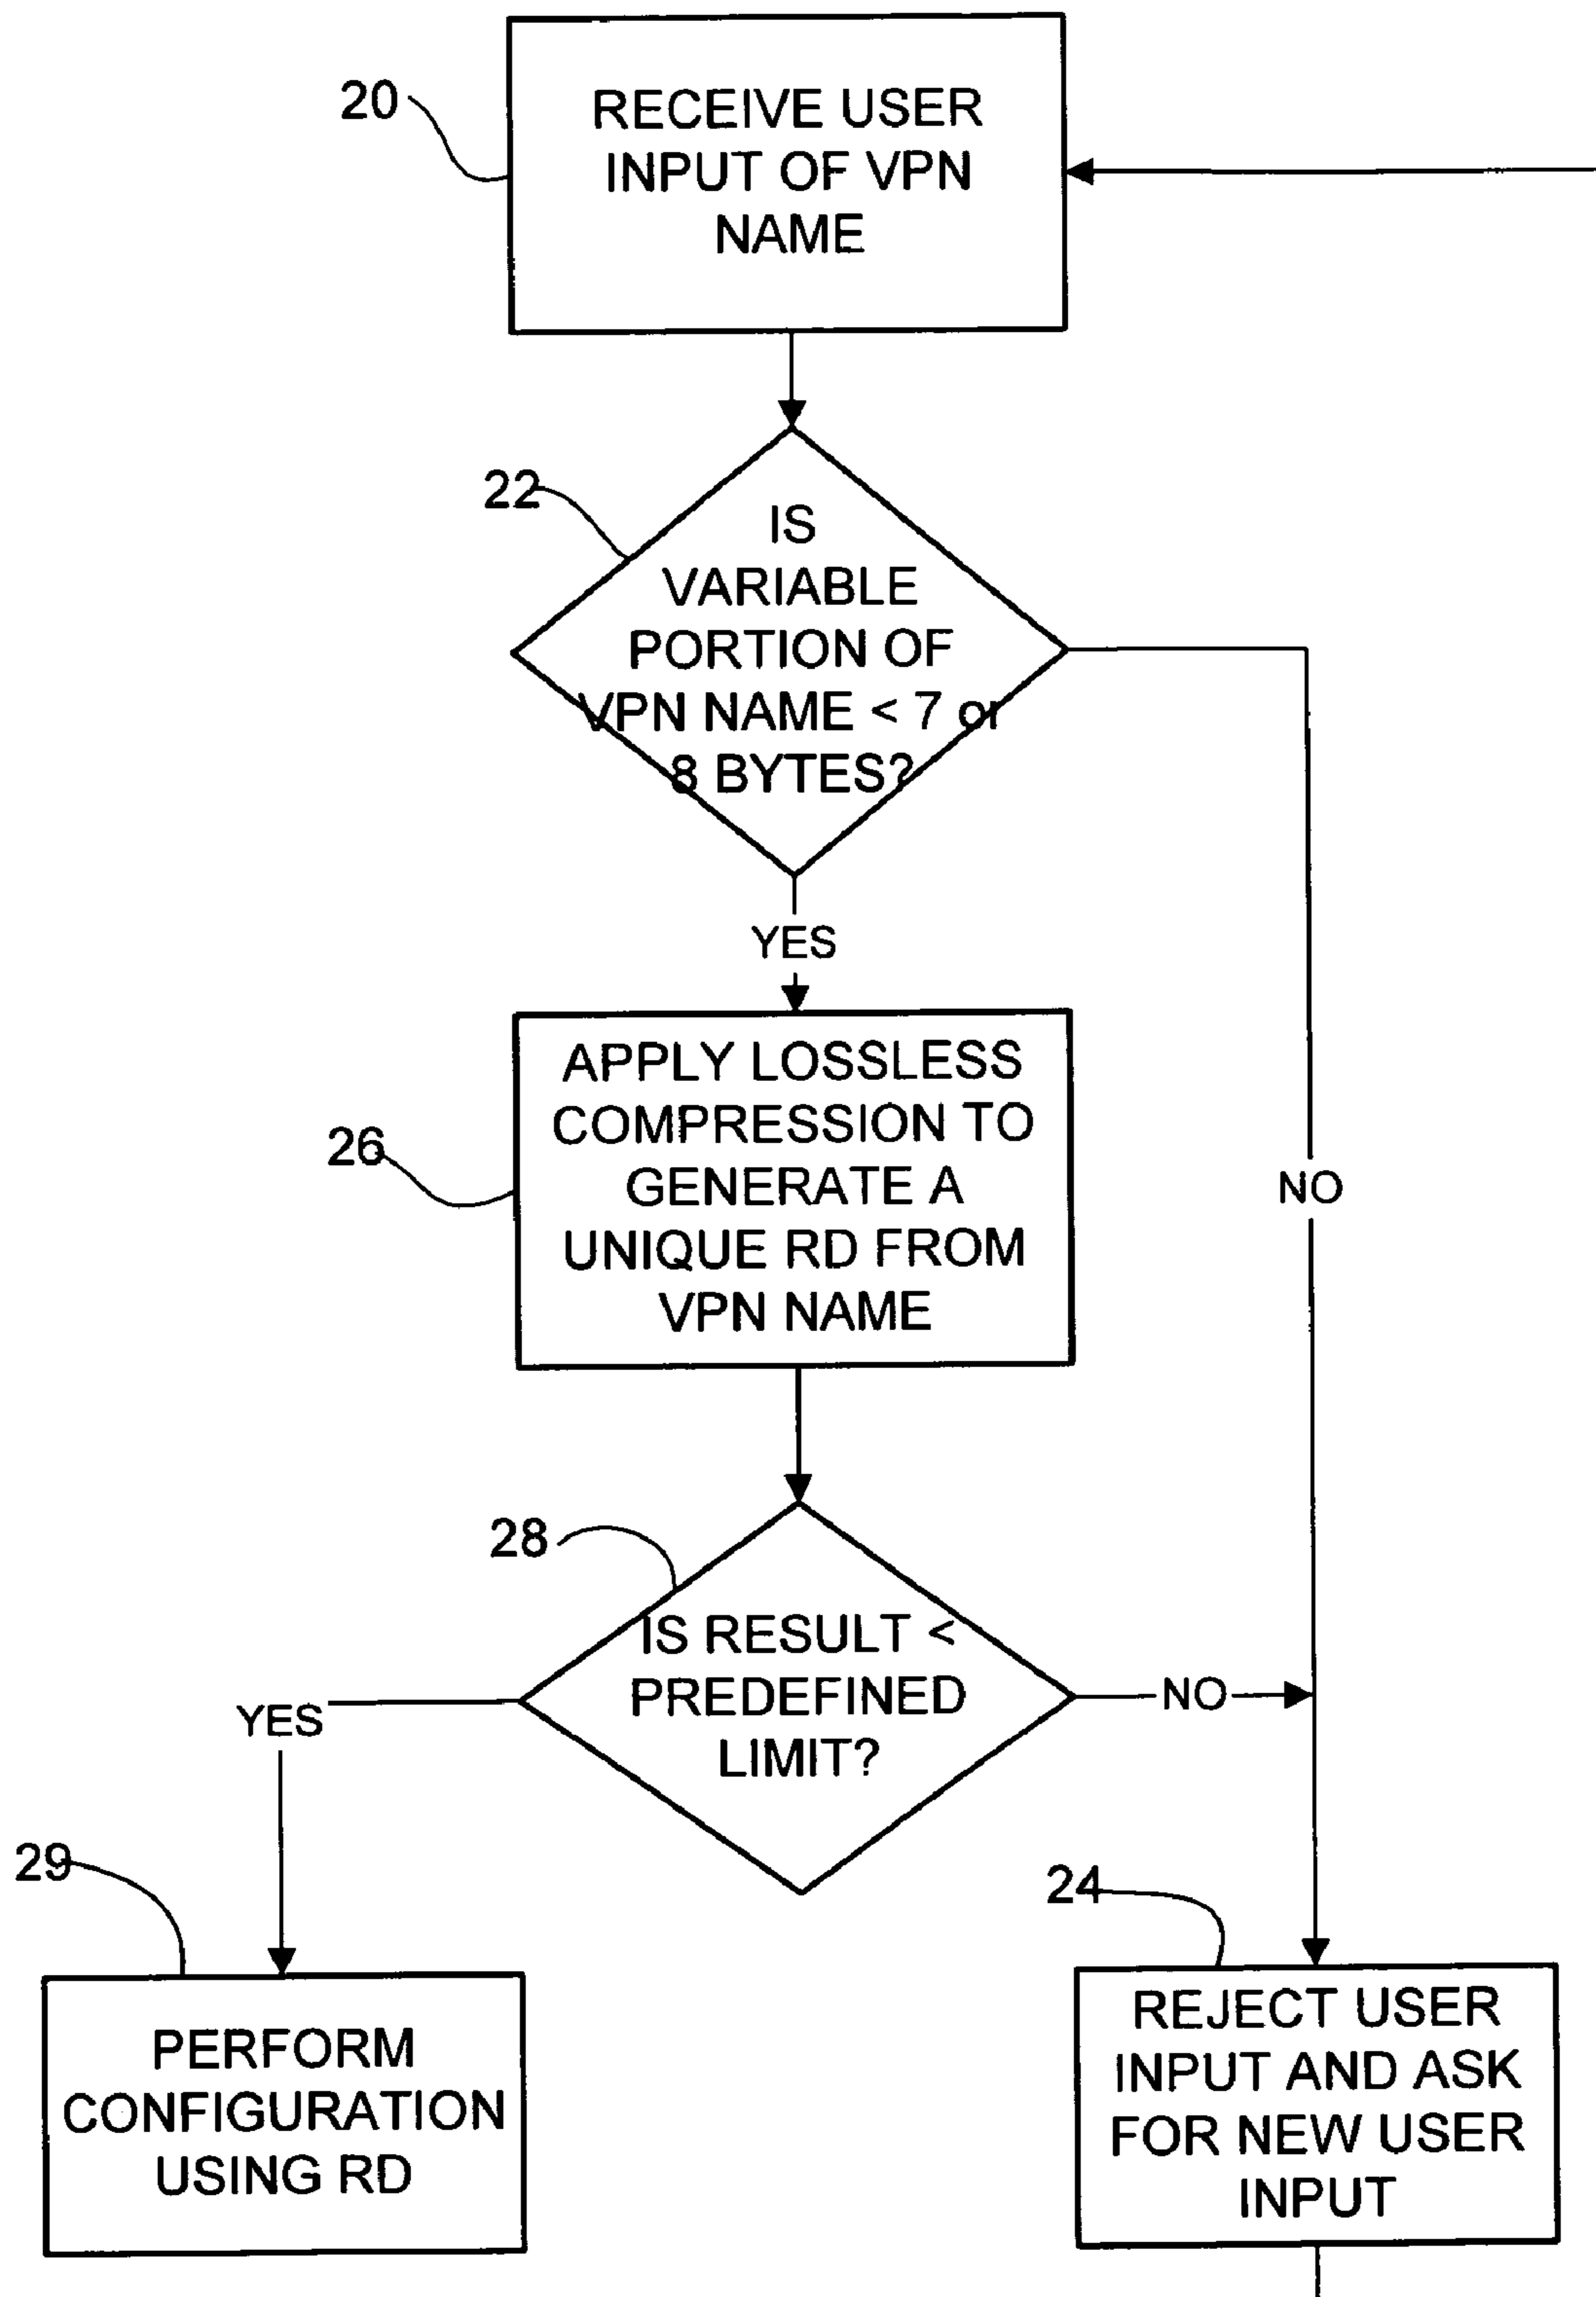 20
RECEIVE USER
INPUT OF VPN
NAME
22
IS
VARIABLE
PORTION OF
VPN NAME < 7 or
8 BYTES?
YES
26
APPLY LOSSLESS
COMPRESSION TO
GENERATE A
UNIQUE RD FROM
VPN NAME
NO
28
IS RESULT <
PREDEFINED
LIMIT?
YES
NO
29
PERFORM
CONFIGURATION
USING RD
24
REJECT USER
INPUT AND ASK
FOR NEW USER
INPUT